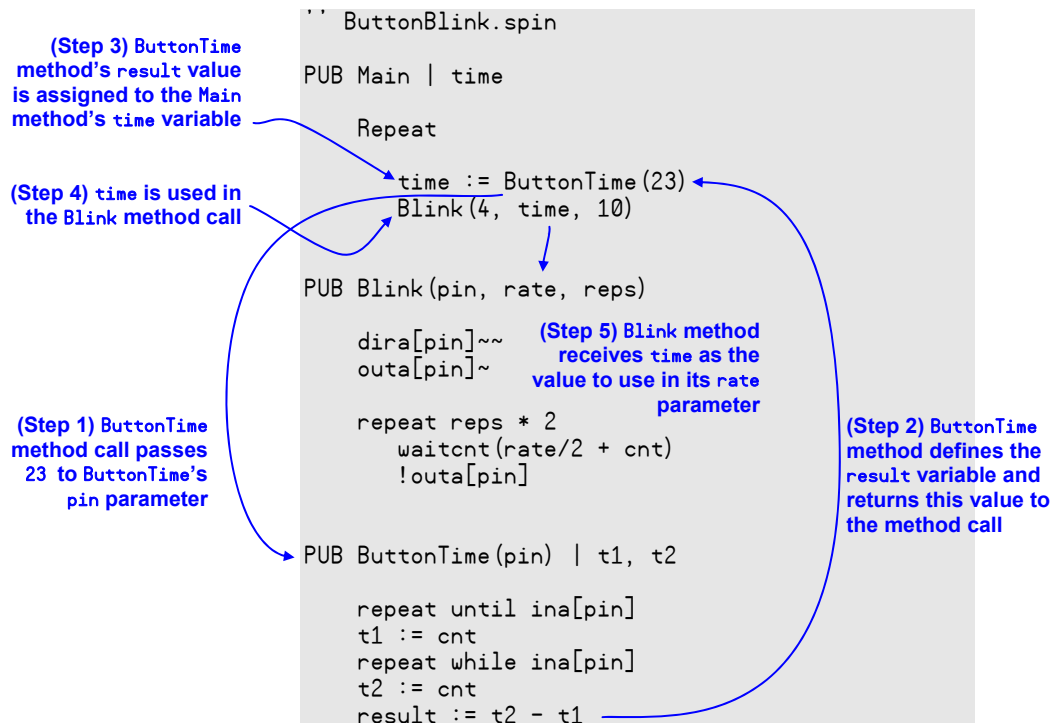 ''
ButtonBlink.spin
(Step 3) ButtonTime
method's result value
is assigned to the Main
method's time variable
PUB Main | time
Repeat
time := ButtonTime(23)
Blink(4, time, 10)
(Step 4) time is used in
the Blink method call
PUB Blink(pin, rate, reps)
dira[pin]~~
outa[pin]~
(Step 5) Blink method
receives time as the
value to use in its rate
parameter
repeat reps * 2
waitcnt(rate/2 + cnt)
!outa[pin]
(Step 1) ButtonTime
method call passes
23 to ButtonTime's
pin parameter
(Step 2) ButtonTime
method defines the
result variable and
returns this value to
the method call
PUB ButtonTime(pin) | t1, t2
repeat until ina[pin]
t1 := cnt
repeat while ina[pin]
t2 := cnt
result := t2 - t1